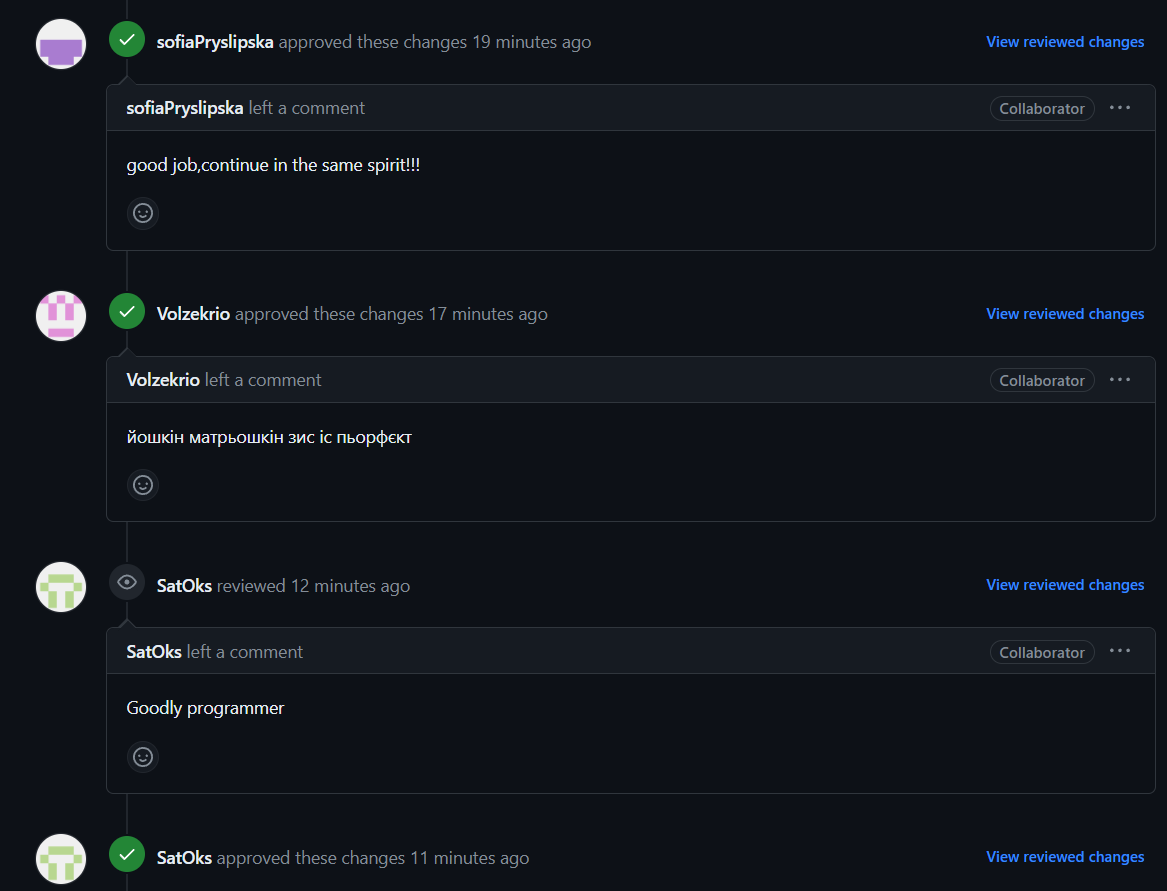 sofiaPryslipska approved these changes 19 minutes ago View reviewed changes
sofiaPryslipska left a comment Collaborator ...
good job,continue in the same spirit!!!
Volzekrio approved these changes 17 minutes ago View reviewed changes
Volzekrio left a comment Collaborator ...
йошкін матрьошкін зис іс пьорфєкт
SatOks reviewed 12 minutes ago View reviewed changes
SatOks left a comment Collaborator ...
Goodly programmer
SatOks approved these changes 11 minutes ago View reviewed changes